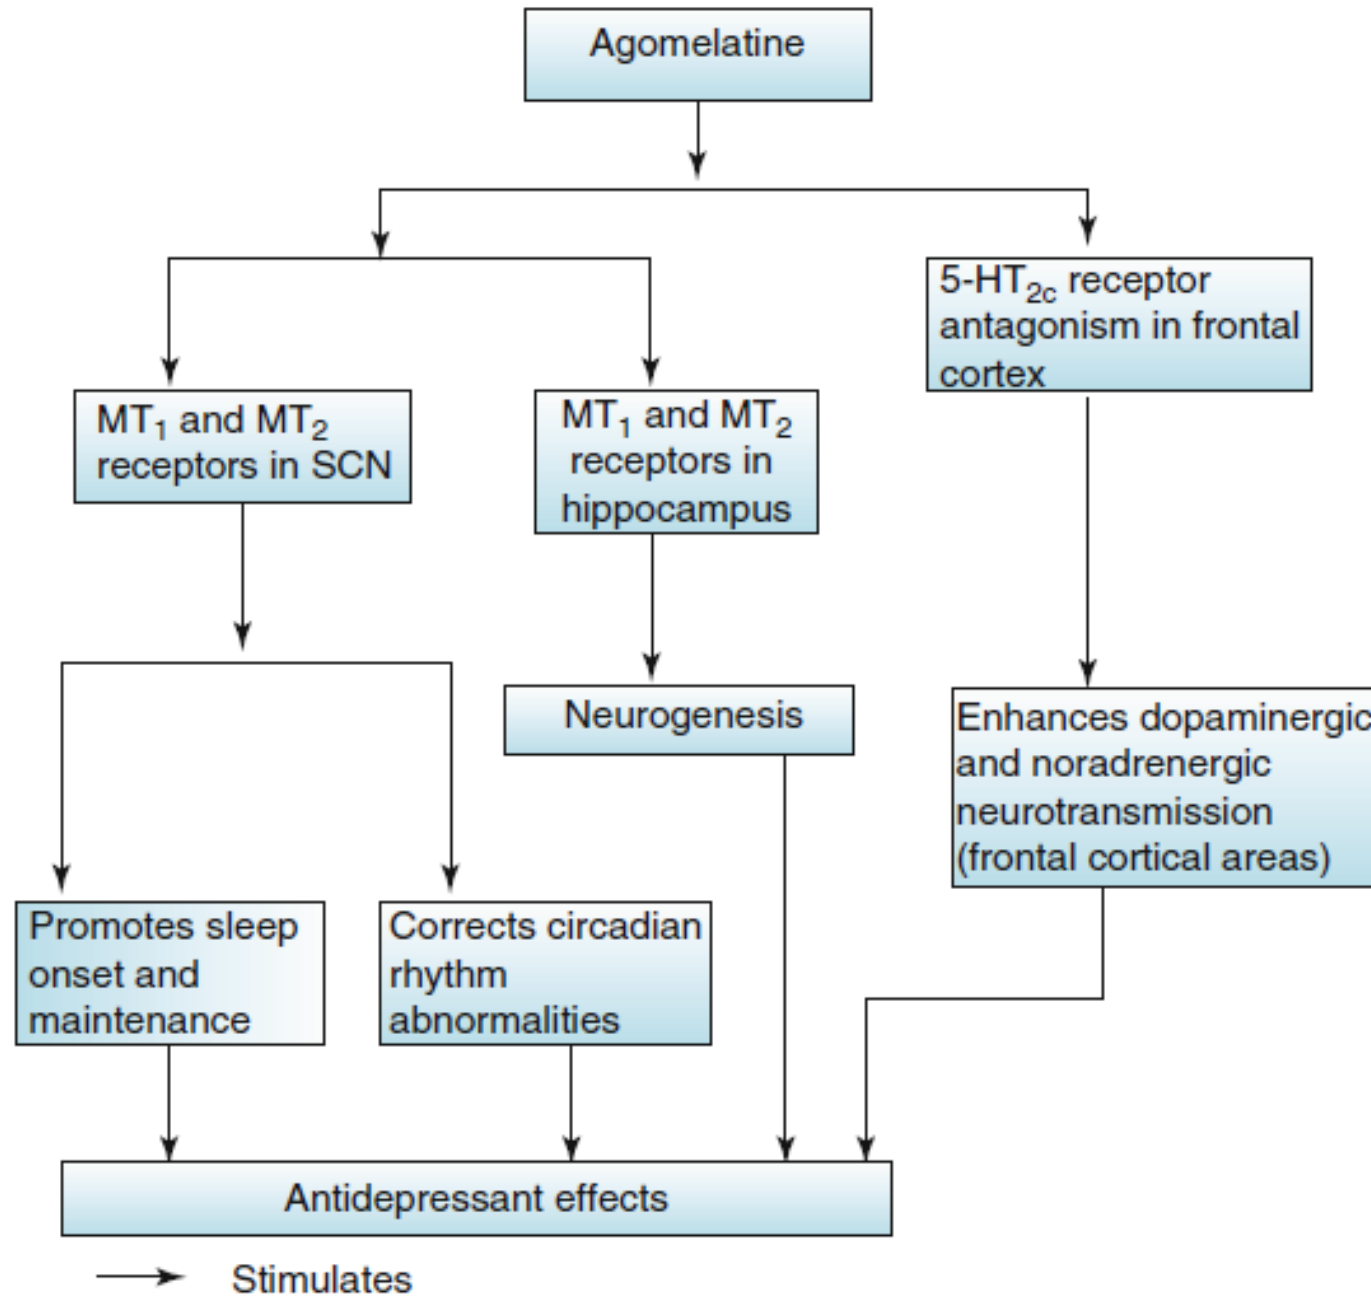 Agomelatine
5-HT2c receptor
antagonism in frontal
cortex
MT1 and MT2
receptors in SCN
MT1 and MT2
receptors in
hippocampus
Neurogenesis
Enhances dopaminergic
and noradrenergic
neurotransmission
(frontal cortical areas)
Promotes sleep
onset and
maintenance
Corrects circadian
rhythm
abnormalities
Antidepressant effects
Stimulates